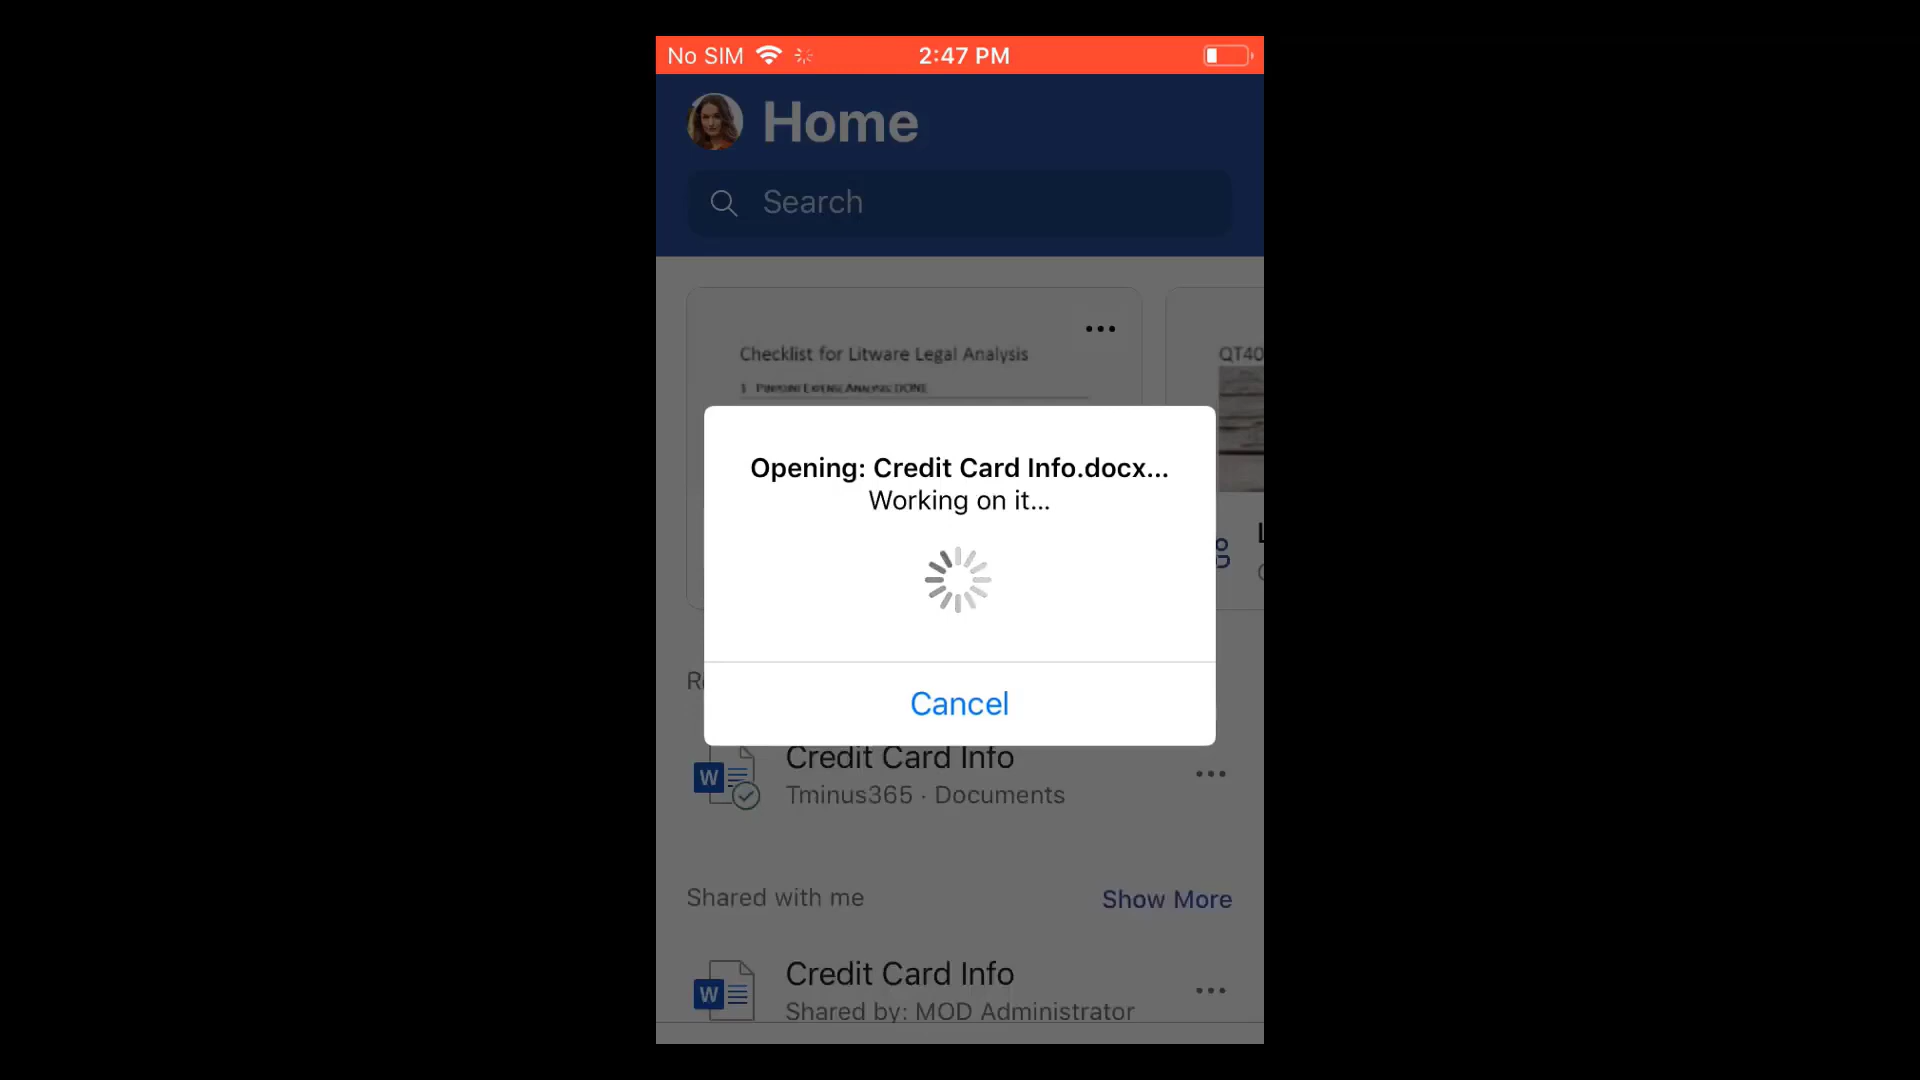 No SIM 2:47 PM
Home
Search
Checklist for Litware Legal Analysis
QT40
Opening: Credit Card Info.docx...
Working on it...
Cancel
Credit Card Info
Tminus365 · Documents
Shared with me Show More
W Credit Card Info
Shared by: MOD Administrator